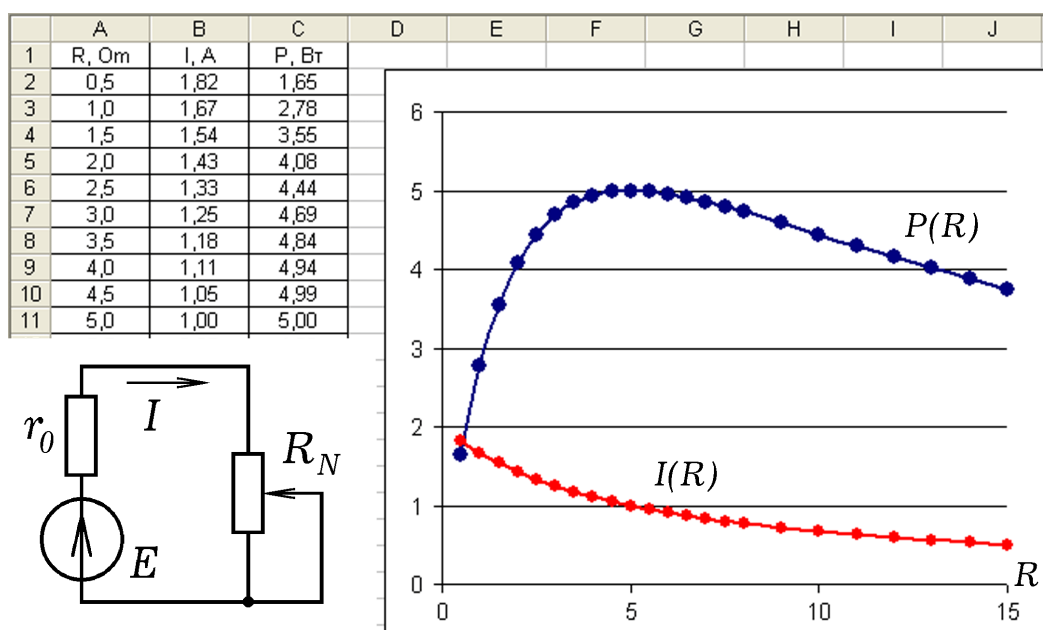 A B C D E F G H I J
1 R, Om I, A P, Вт
2 0,5 1,82 1,65
3 1,0 1,67 2,78
4 1,5 1,54 3,55
5 2,0 1,43 4,08
6 2,5 1,33 4,44
7 3,0 1,25 4,69
8 3,5 1,18 4,84
9 4,0 1,11 4,94
10 4,5 1,05 4,99
11 5,0 1,00 5,00
r0
I
RN
E
6
5
4
3
2
1
0
P(R)
I(R)
R
0 5 10 15